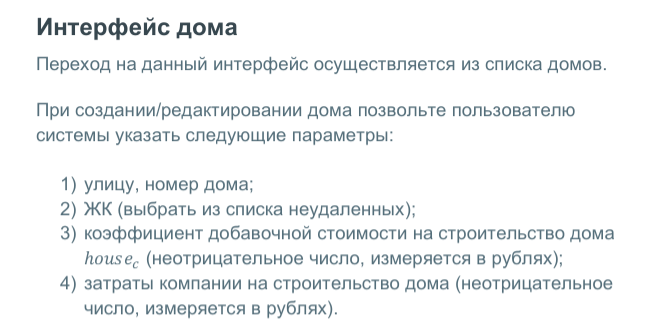 Интерфейс дома
Переход на данный интерфейс осуществляется из списка домов.
При создании/редактировании дома позвольте пользователю
системы указать следующие параметры:
1) улицу, номер дома;
2) ЖК (выбрать из списка неудаленных);
3) коэффициент добавочной стоимости на строительство дома
house_c (неотрицательное число, измеряется в рублях);
4) затраты компании на строительство дома (неотрицательное
число, измеряется в рублях).